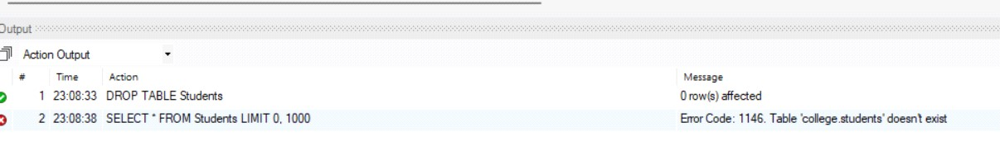 Output
Action Output
# Time Action Message
1 23:08:33 DROP TABLE Students 0 row(s) affected
2 23:08:38 SELECT * FROM Students LIMIT 0, 1000 Error Code: 1146. Table 'college.students' doesn't exist